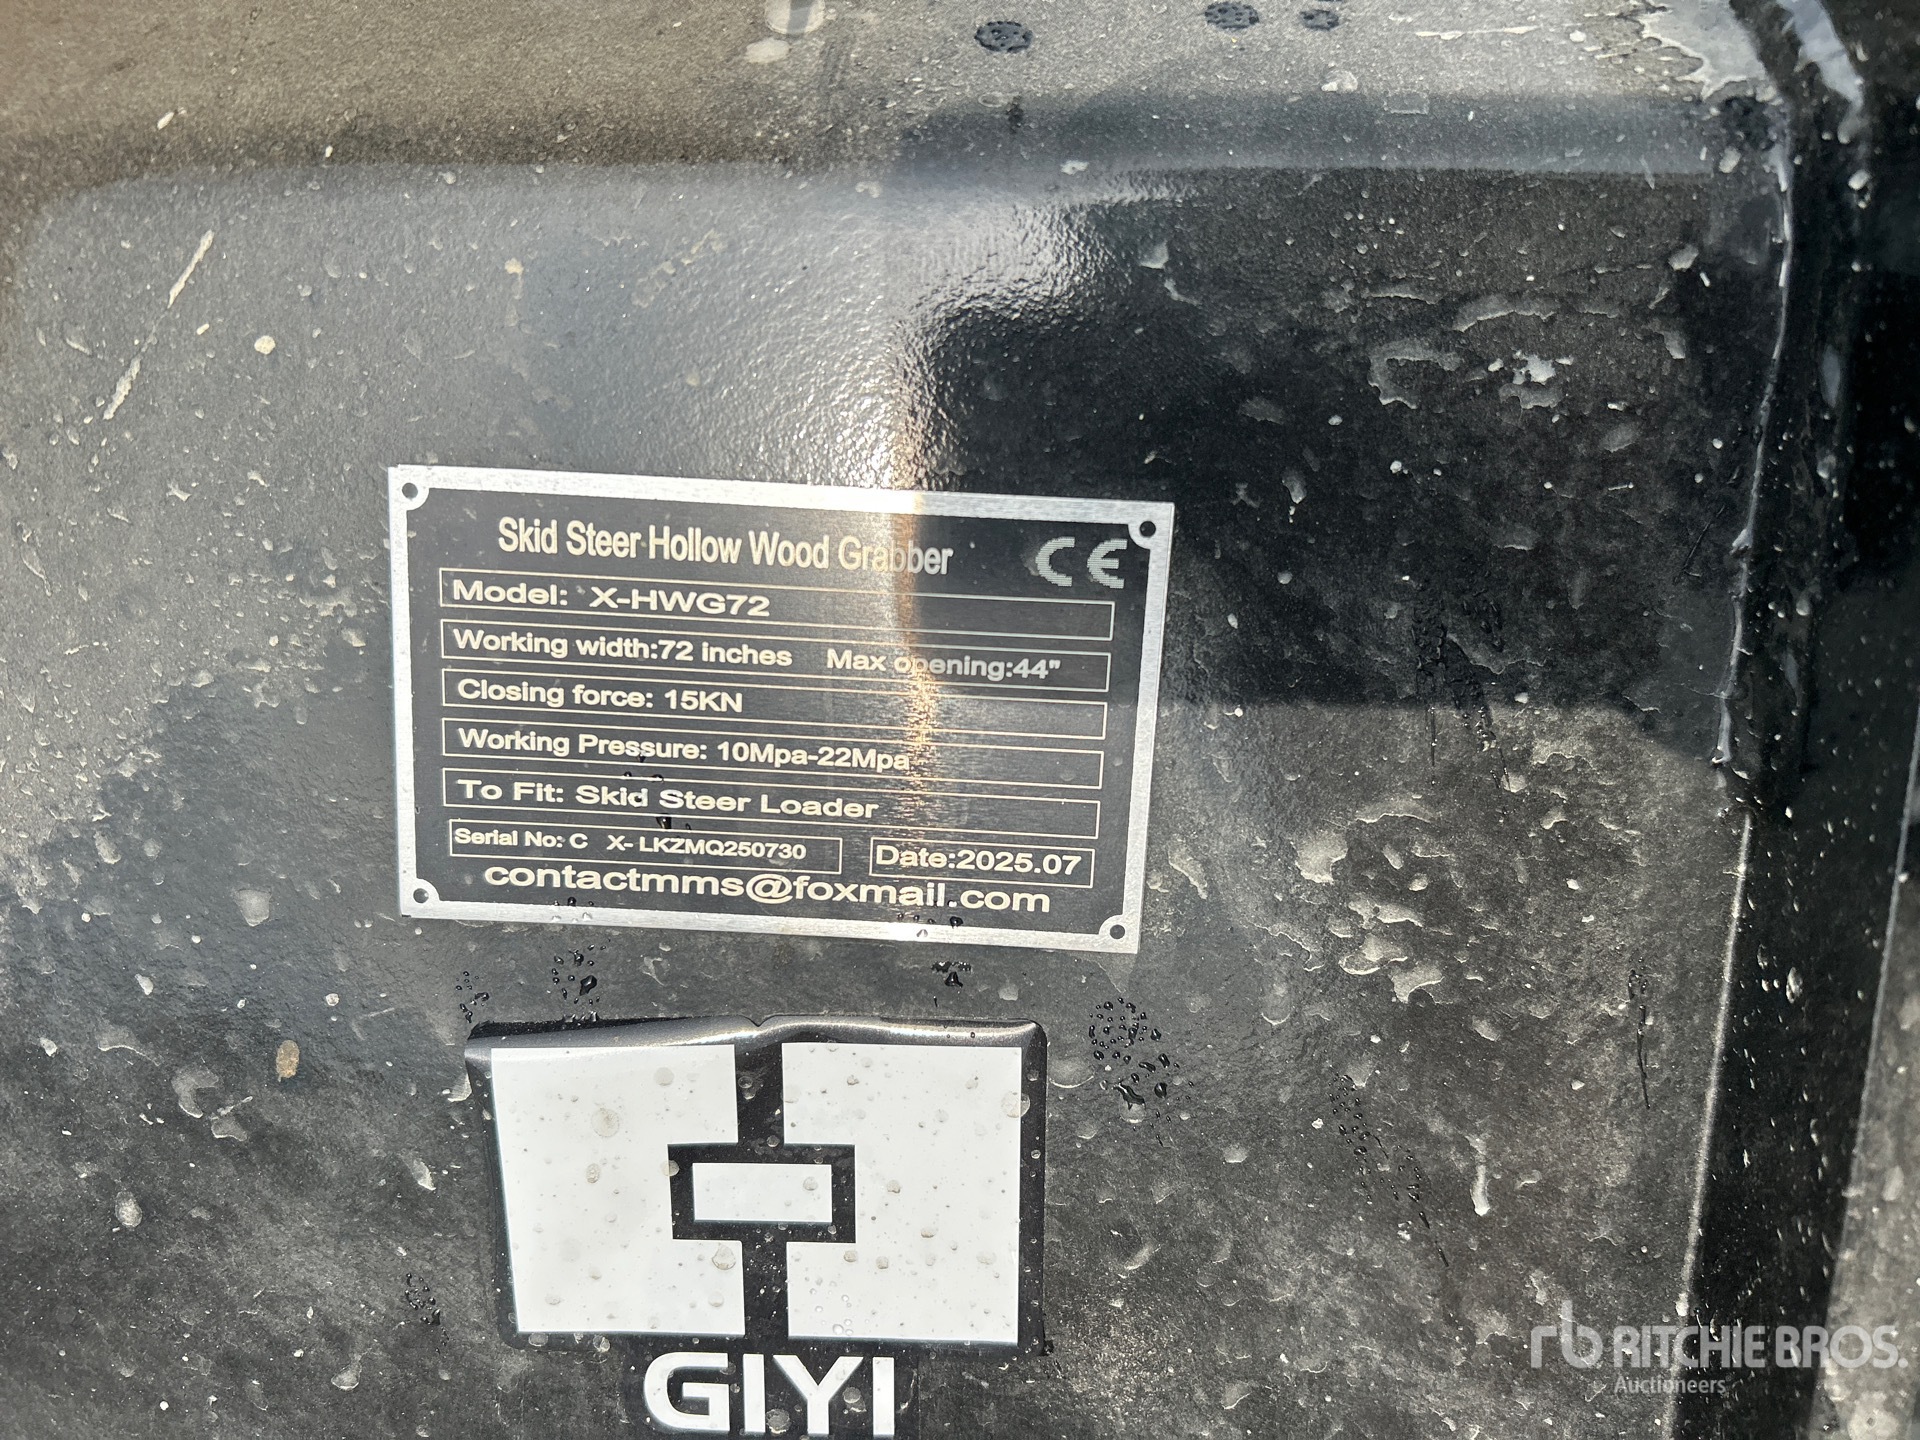 Skid Steer Hollow Wood Grabber CE
Model: X-HWG72
Working width:72 inches Max opening:44"
Closing force: 15KN
Working Pressure: 10Mpa-22Mpa
To Fit: Skid Steer Loader
Serial No: C X- LKZMQ250730 Date:2025.07
contactmms@foxmail.com
GIYI
rb RITCHIE BROS.
Auctioneers